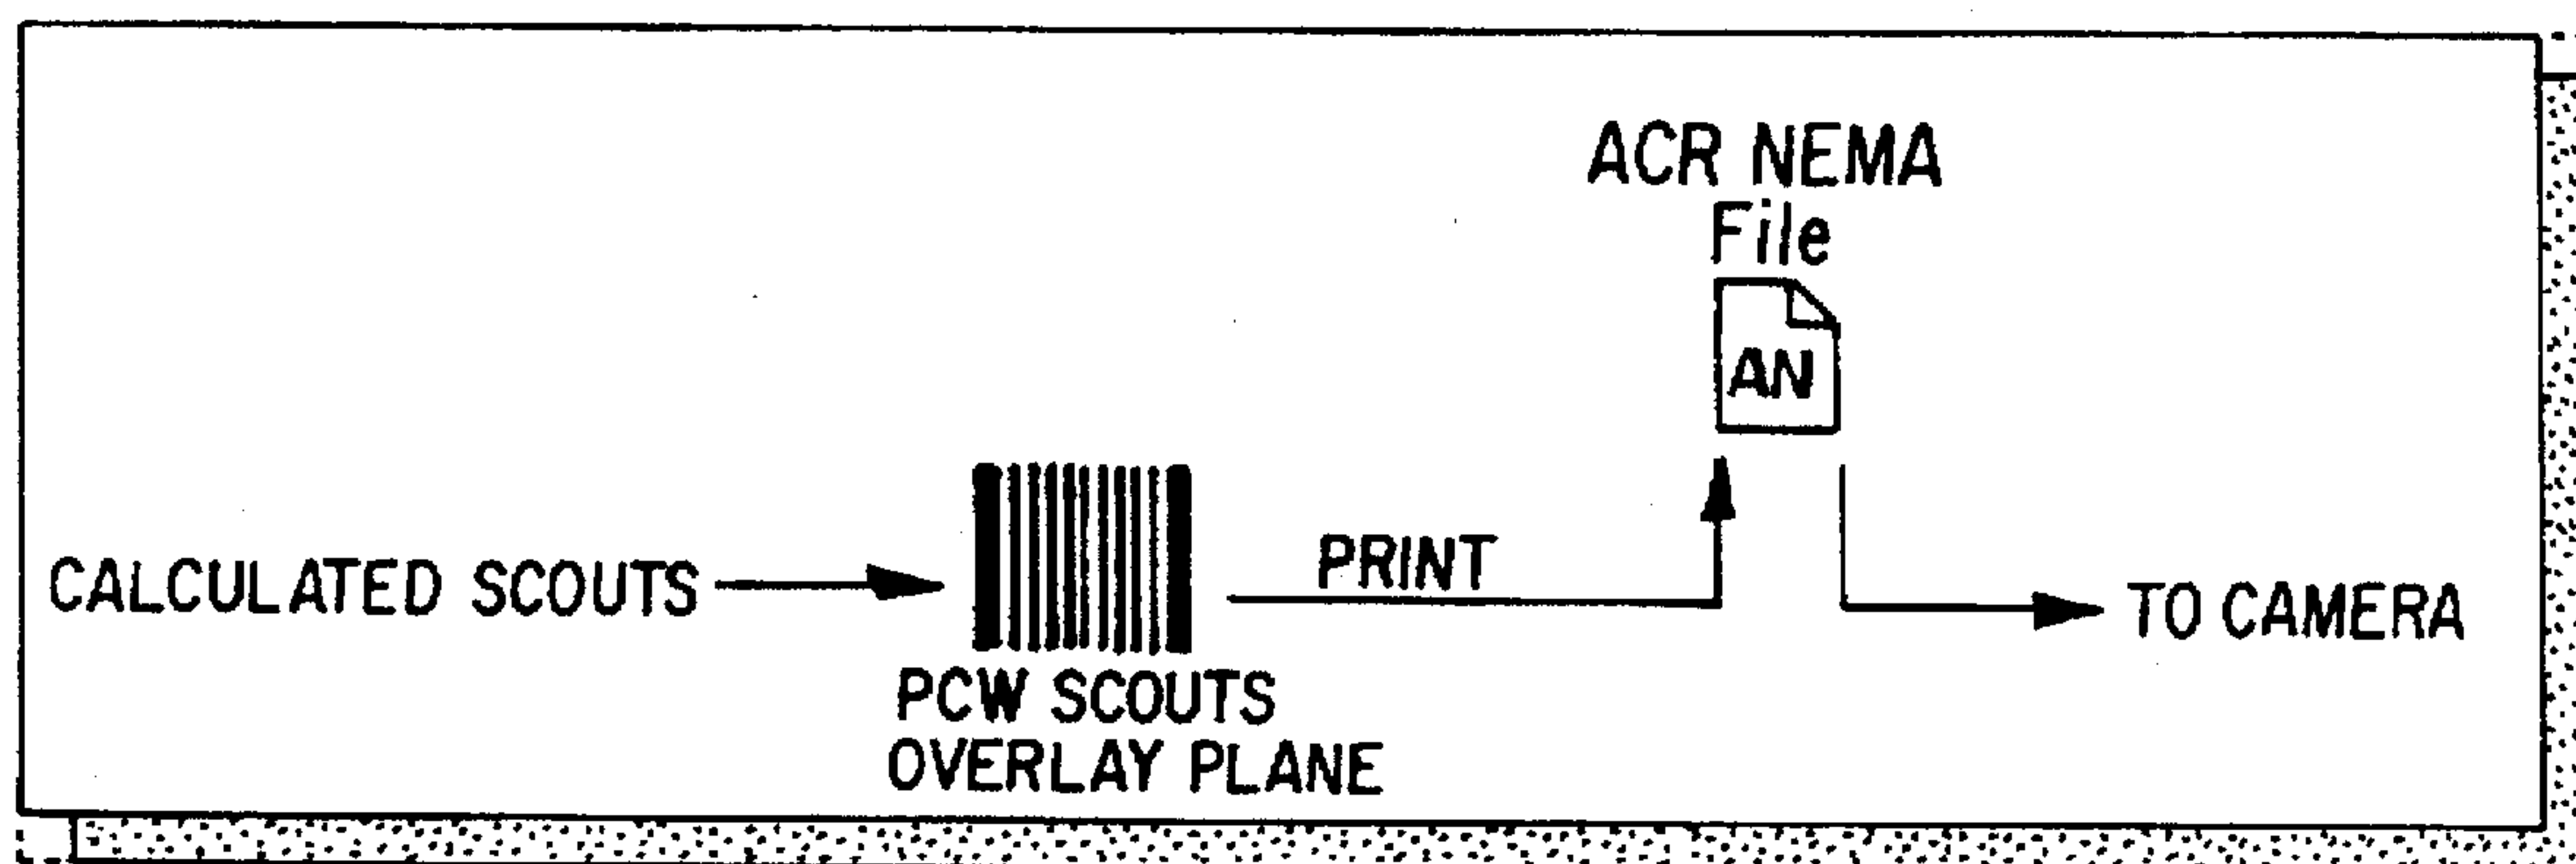 ACR NEMA
File
AN
CALCULATED SCOUTS
PRINT
TO CAMERA
PCW SCOUTS
OVERLAY PLANE